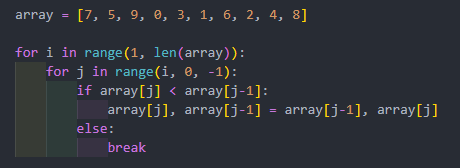 array = [7, 5, 9, 0, 3, 1, 6, 2, 4, 8]

for i in range(1, len(array)):
    for j in range(i, 0, -1):
        if array[j] < array[j-1]:
            array[j], array[j-1] = array[j-1], array[j]
        else:
            break